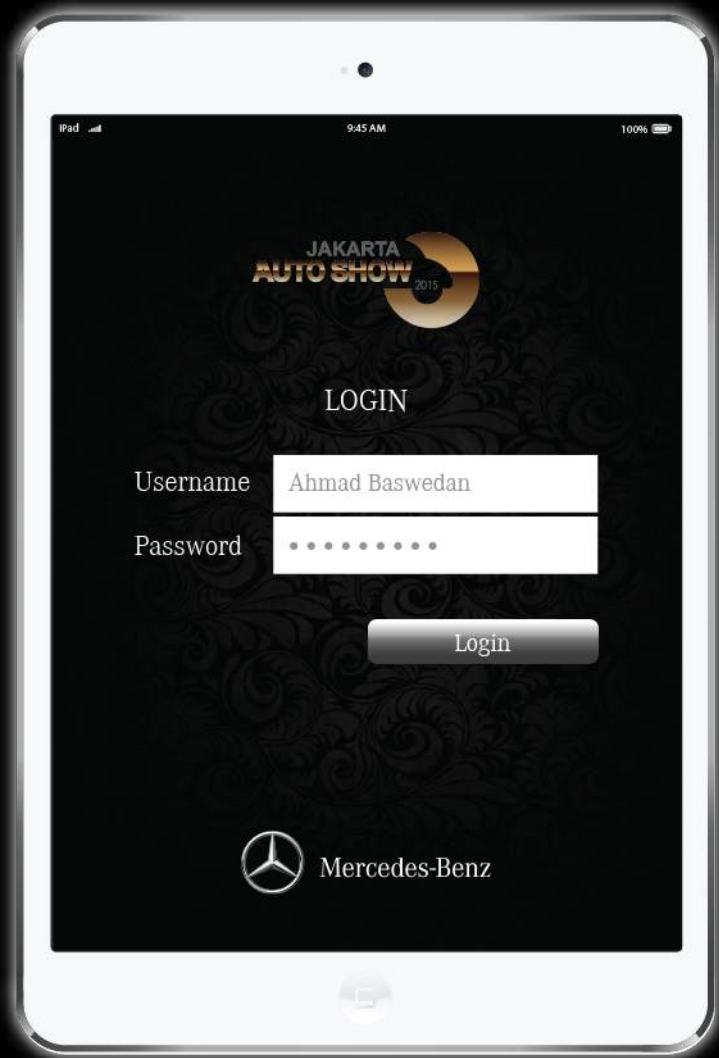 iPad 9:45 AM 100%
JAKARTA
AUTO SHOW
2015
LOGIN
Username Ahmad Baswedan
Password •••••••••
Login
Mercedes-Benz